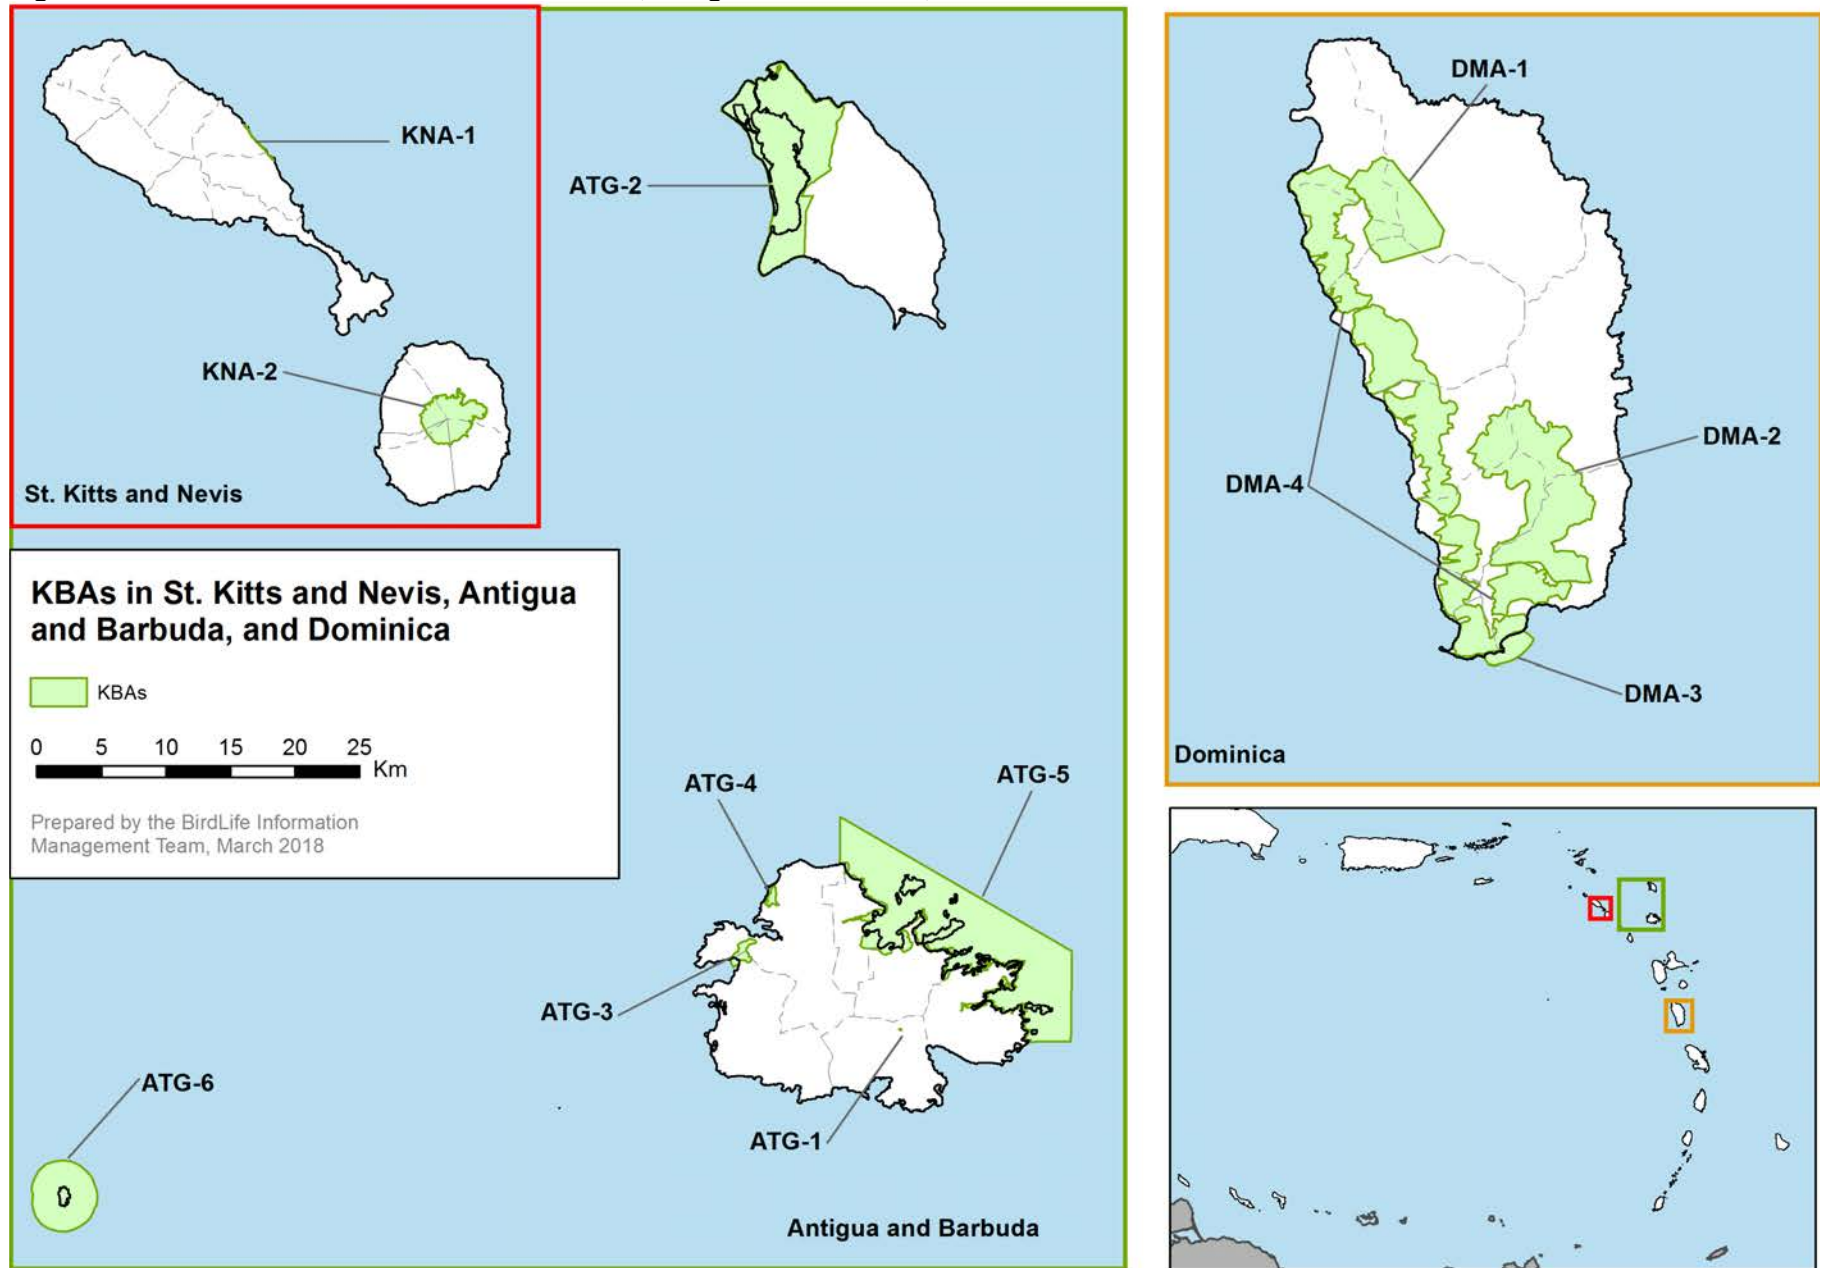 KNA-1
KNA-2
St. Kitts and Nevis
ATG-2
DMA-1
DMA-2
DMA-4
DMA-3
Dominica
KBAs in St. Kitts and Nevis, Antigua
and Barbuda, and Dominica
KBAs
0 5 10 15 20 25
Km
Prepared by the BirdLife Information
Management Team, March 2018
ATG-4
ATG-5
ATG-3
ATG-6
ATG-1
Antigua and Barbuda